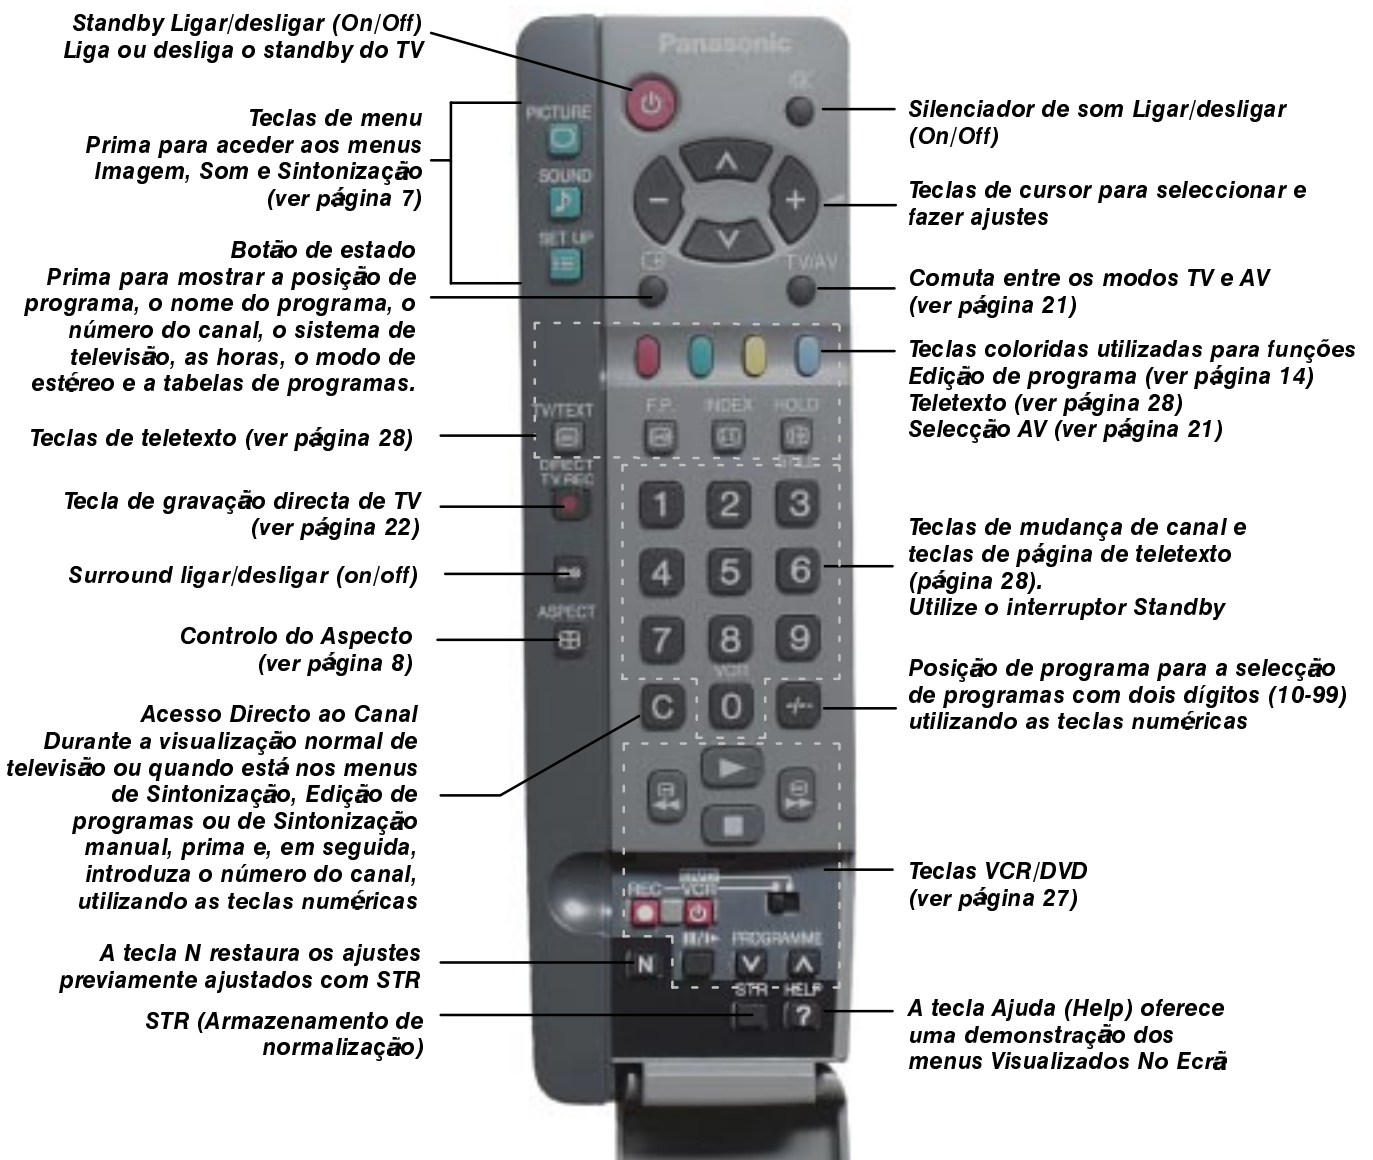 Standby Ligar/desligar (On/Off)
Liga ou desliga o standby do TV
Teclas de menu
Prima para aceder aos menus
Imagem, Som e Sintonização
(ver página 7)
Botão de estado
Prima para mostrar a posição de
programa, o nome do programa, o
número do canal, o sistema de
televisão, as horas, o modo de
estéreo e a tabelas de programas.
Teclas de teletexto (ver página 28)
Tecla de gravação directa de TV
(ver página 22)
Surround ligar/desligar (on/off)
Controlo do Aspecto
(ver página 8)
Acesso Directo ao Canal
Durante a visualização normal de
televisão ou quando está nos menus
de Sintonização, Edição de
programas ou de Sintonização
manual, prima e, em seguida,
introduza o número do canal,
utilizando as teclas numéricas
A tecla N restaura os ajustes
previamente ajustados com STR
STR (Armazenamento de
normalização)
Panasonic
PICTURE
SOUND
SET UP
TV/AV
TV/TEXT
F.P.
INDEX
HOLD
DIRECT
TV REC
1 2 3
4 5 6
ASPECT
7 8 9
VCR
C 0 -/--
REC
VCR
PROGRAMME
N
STR HELP
?
Silenciador de som Ligar/desligar
(On/Off)
Teclas de cursor para seleccionar e
fazer ajustes
Comuta entre os modos TV e AV
(ver página 21)
Teclas coloridas utilizadas para funções
Edição de programa (ver página 14)
Teletexto (ver página 28)
Selecção AV (ver página 21)
Teclas de mudança de canal e
teclas de página de teletexto
(página 28).
Utilize o interruptor Standby
Posição de programa para a selecção
de programas com dois dígitos (10-99)
utilizando as teclas numéricas
Teclas VCR/DVD
(ver página 27)
A tecla Ajuda (Help) oferece
uma demonstração dos
menus Visualizados No Ecrã